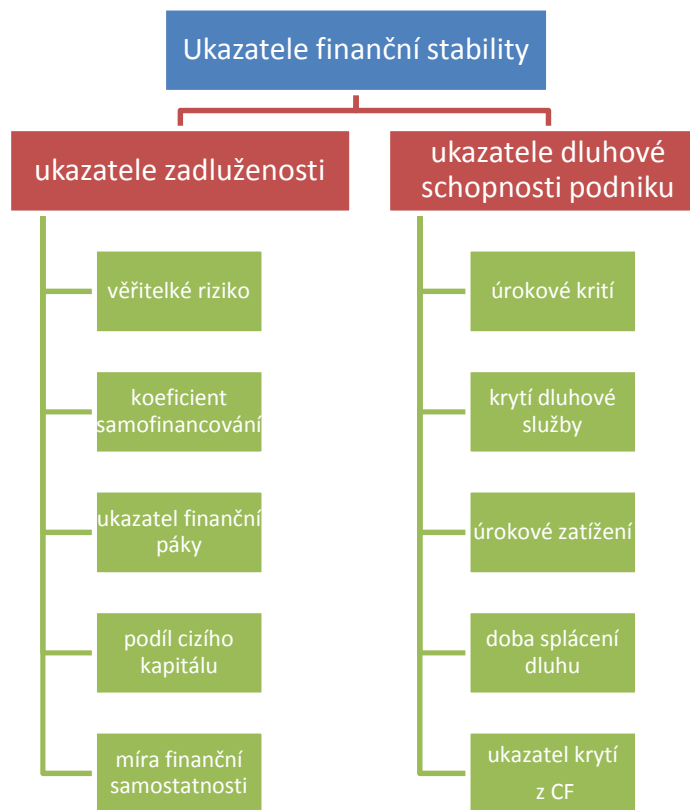 Ukazatele finanční stability
ukazatele zadluženosti
věřitelké riziko
koeficient
samofinancování
ukazatel finanční
páky
podíl cizího
kapitálu
míra finanční
samostatnosti
ukazatele dluhové
schopnosti podniku
úrokové krití
krytí dluhové
služby
úrokové zatížení
doba splácení
dluhu
ukazatel krytí
z CF